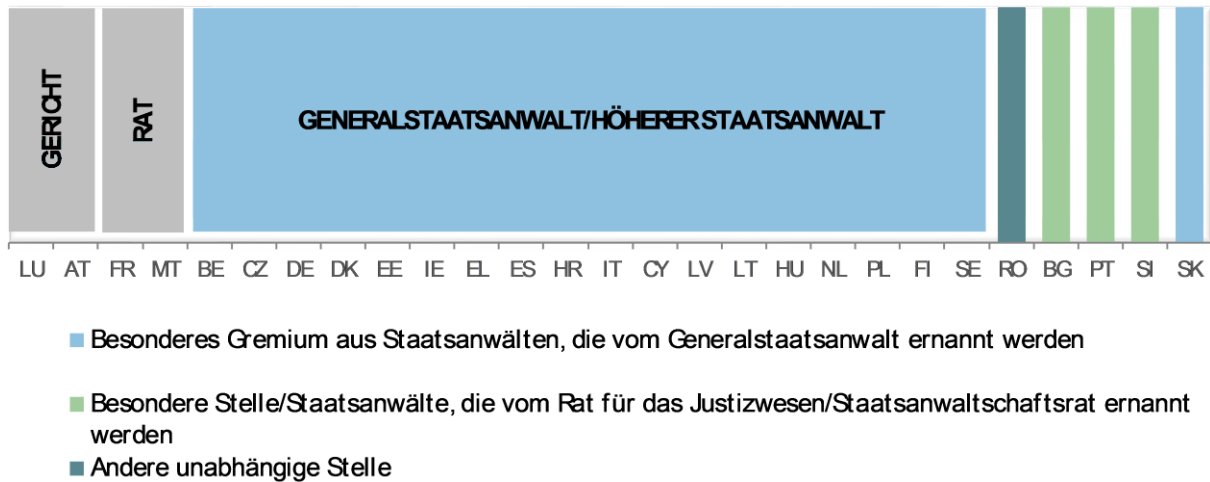 GERICHT
RAT
GENERALSTAATSANWALT/HÖHERER STAATSANWALT
LU AT FR MT BE CZ DE DK EE IE EL ES HR IT CY LV LT HU NL PL FI SE RO BG PT SI SK
Besonderes Gremium aus Staatsanwälten, die vom Generalstaatsanwalt ernannt werden
Besondere Stelle/Staatsanwälte, die vom Rat für das Justizwesen/Staatsanwaltschaftsrat ernannt
werden
Andere unabhängige Stelle